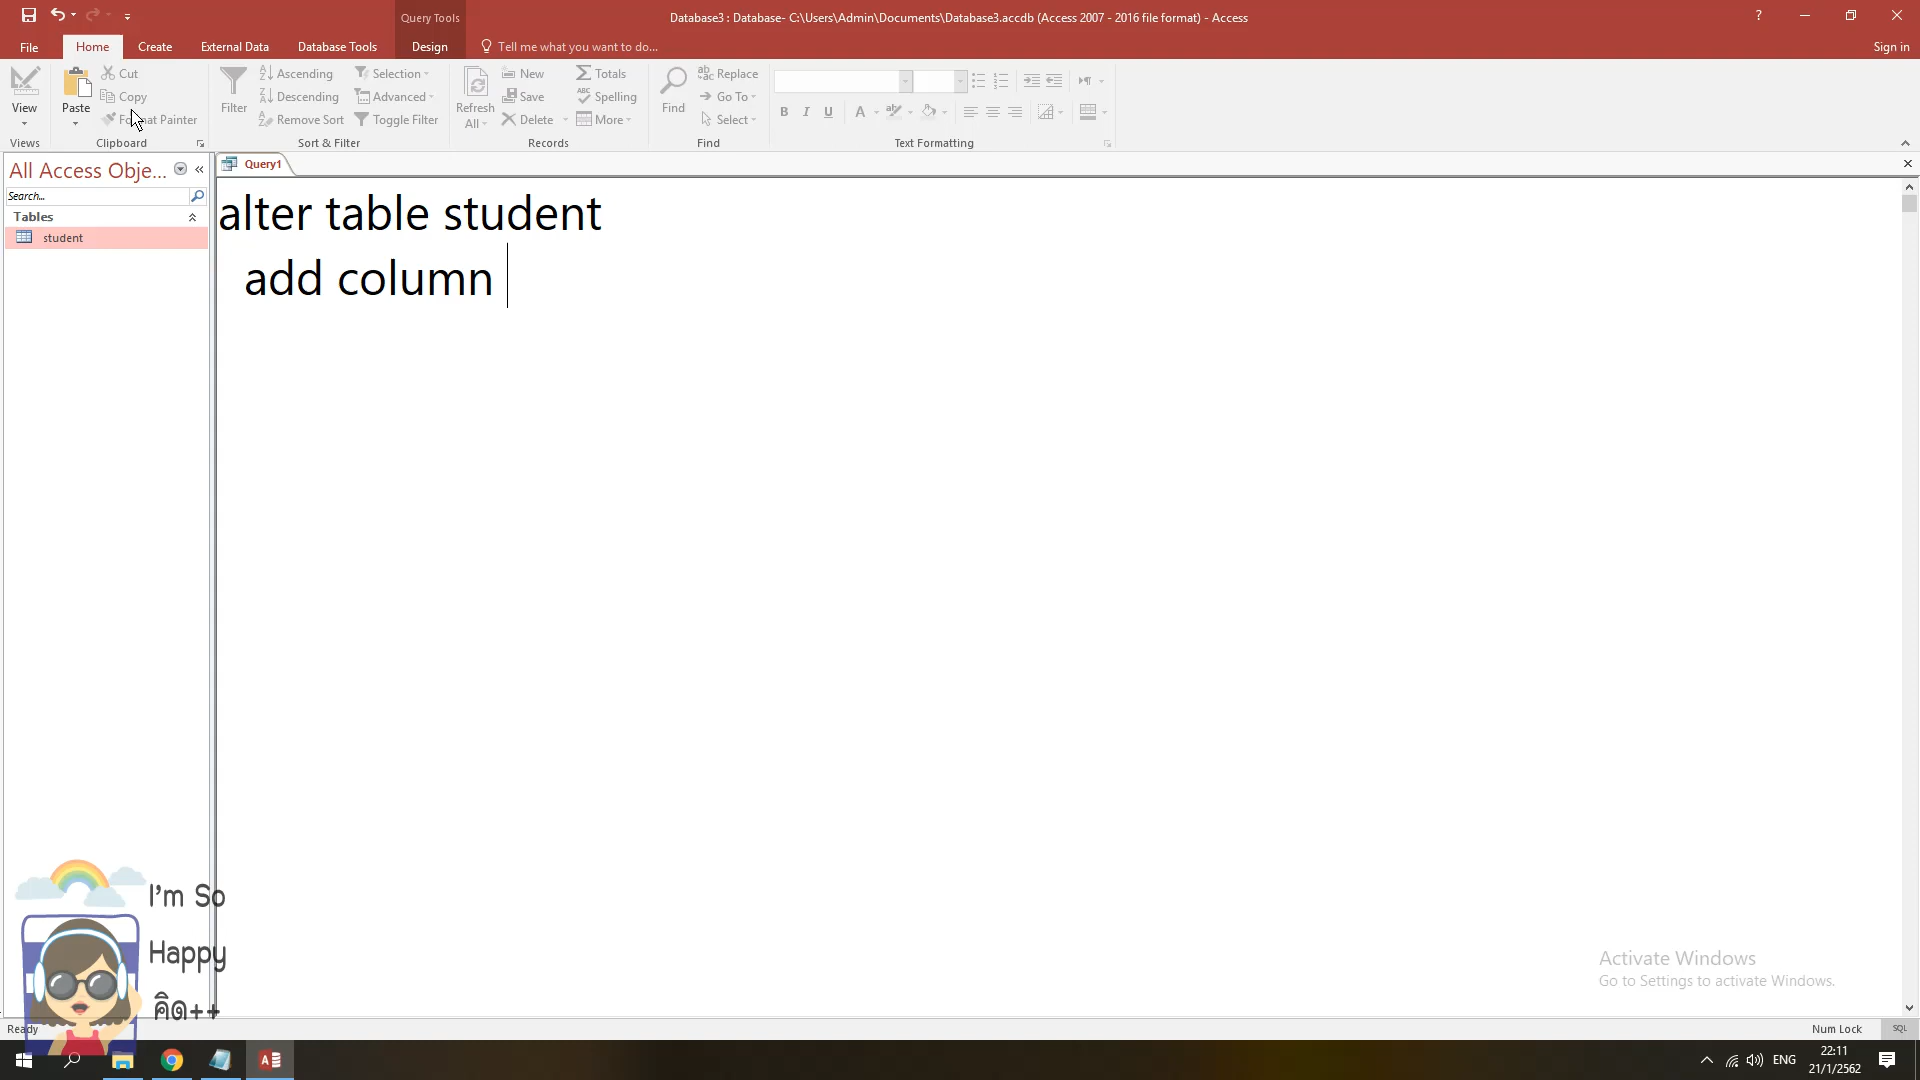 Query Tools
Database3 : Database- C:\Users\Admin\Documents\Database3.accdb (Access 2007 - 2016 file format) - Access
?
File Home Create External Data Database Tools Design Tell me what you want to do... Sign in
View
Views
Paste
Cut
Copy
Format Painter
Clipboard
Filter
Ascending
Descending
Remove Sort
Selection
Advanced
Toggle Filter
Sort & Filter
Refresh
All
New
Save
Delete
Totals
Spelling
More
Records
Find
Replace
Go To
Select
Find
B I U A
Text Formatting
All Access Obje...
Search...
Tables
student
Query1
alter table student
add column
I'm So
Happy
คิด++
Activate Windows
Go to Settings to activate Windows.
Ready
Num Lock
SQL
ENG
22:11
21/1/2562